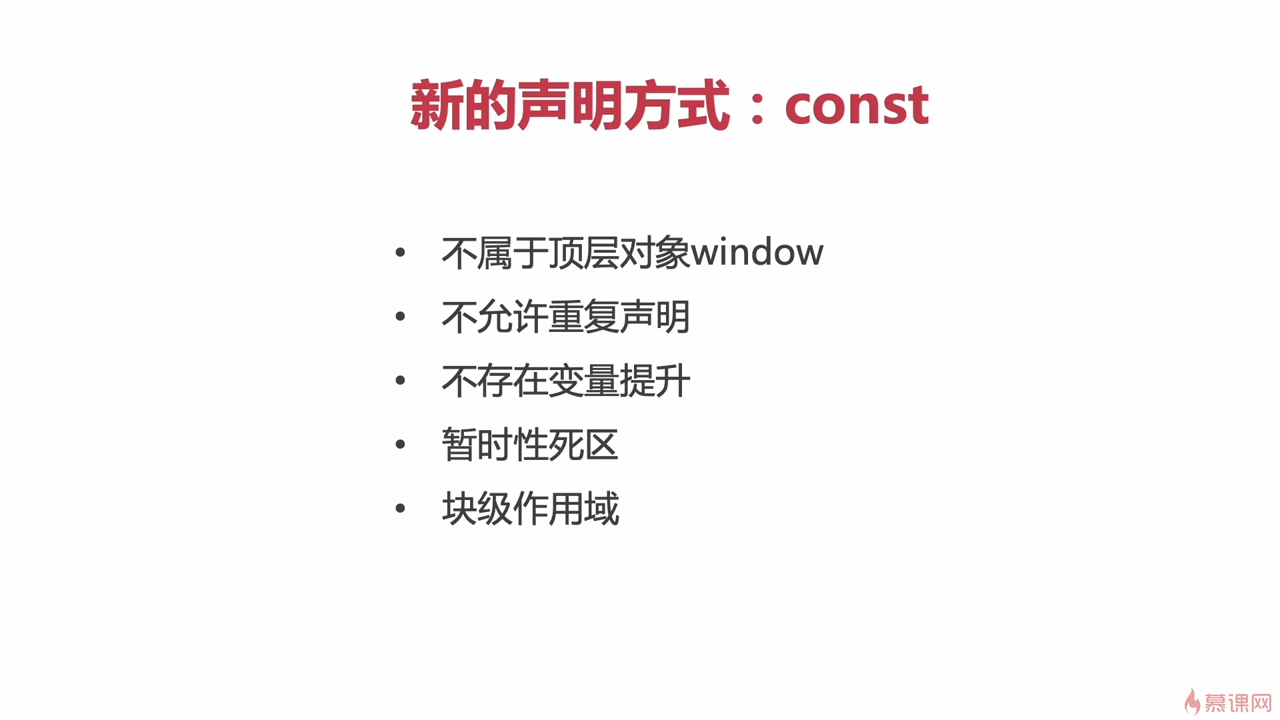 新的声明方式：const
• 不属于顶层对象window
• 不允许重复声明
• 不存在变量提升
• 暂时性死区
• 块级作用域
慕课网